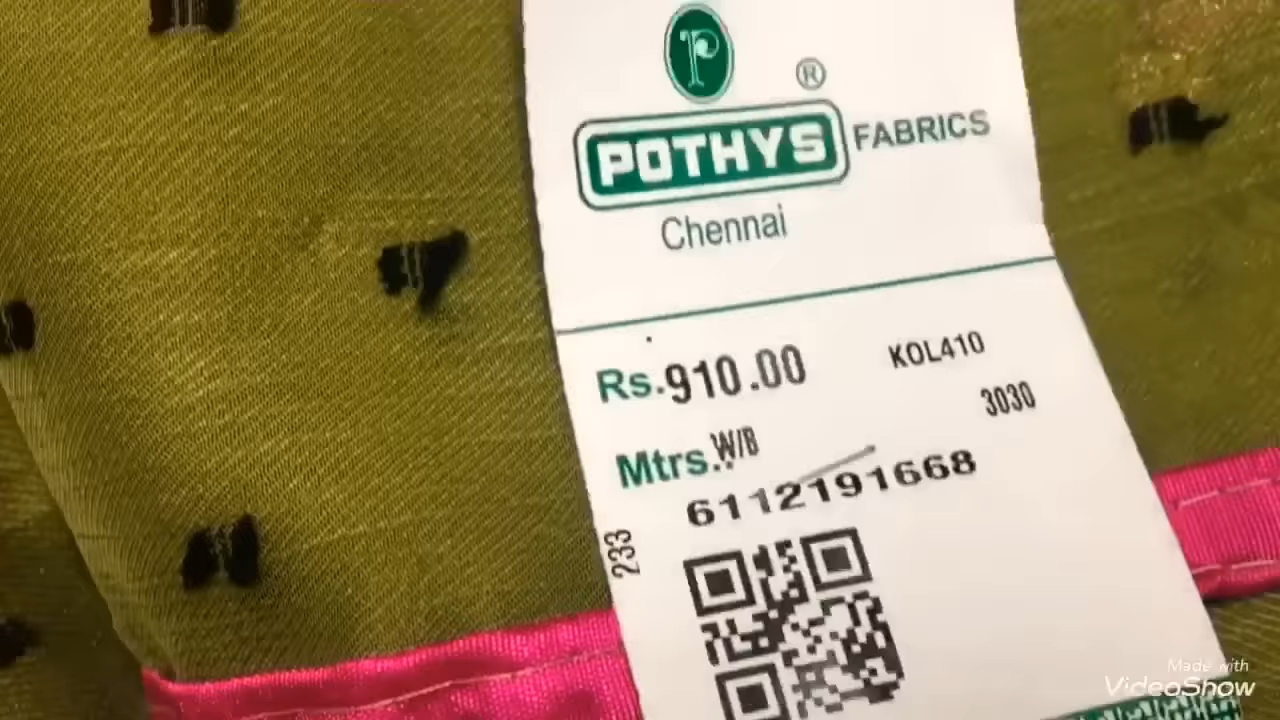 P
®
POTHYS FABRICS
Chennai
Rs.910.00 KOL410
3030
Mtrs.: W/B
6112191668
233
Made with
VideoShow